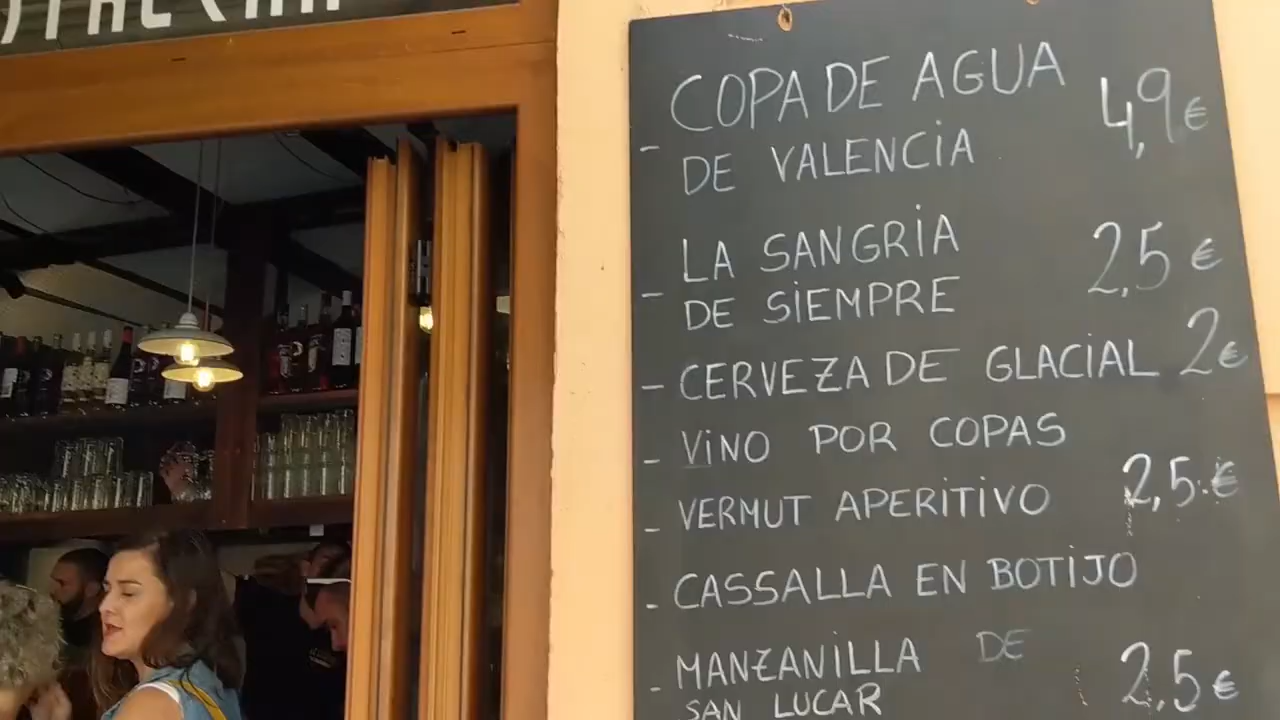 - COPA DE AGUA
DE VALENCIA 4,9€
- LA SANGRIA
DE SIEMPRE 2,5€
- CERVEZA DE GLACIAL 2€
- VINO POR COPAS
- VERMUT APERITIVO 2,5€
- CASSALLA EN BOTIJO
- MANZANILLA DE
SAN LUCAR 2,5€